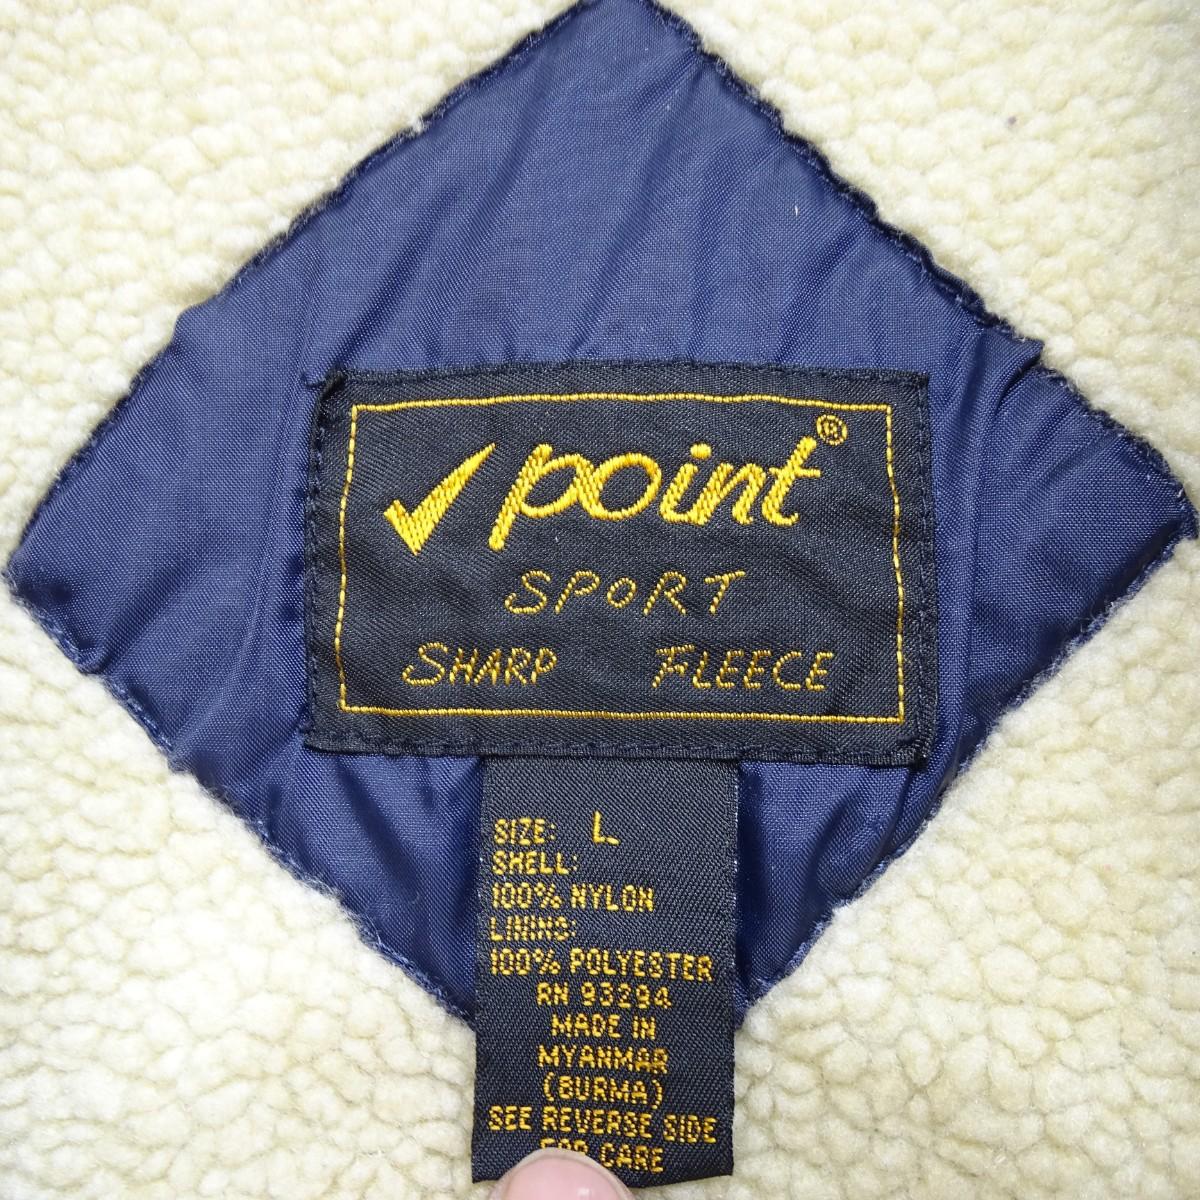 ✓point®
SPORT
SHARP FLEECE
SIZE: L
SHELL:
100% NYLON
LINING:
100% POLYESTER
RN 93294
MADE IN
MYANMAR
(BURMA)
SEE REVERSE SIDE
FOR CARE